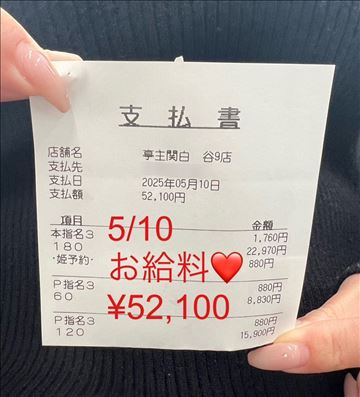 支払書
店舗名 亭主関白 谷9店
支払先
支払日 2025年05月10日
支払額 52,100円
項目 金額
本指名3 1,760円
180 22,970円
・姫予約・ 880円
P指名3 880円
60 8,830円
P指名3 880円
120 15,900円
5/10
お給料❤
¥52,100